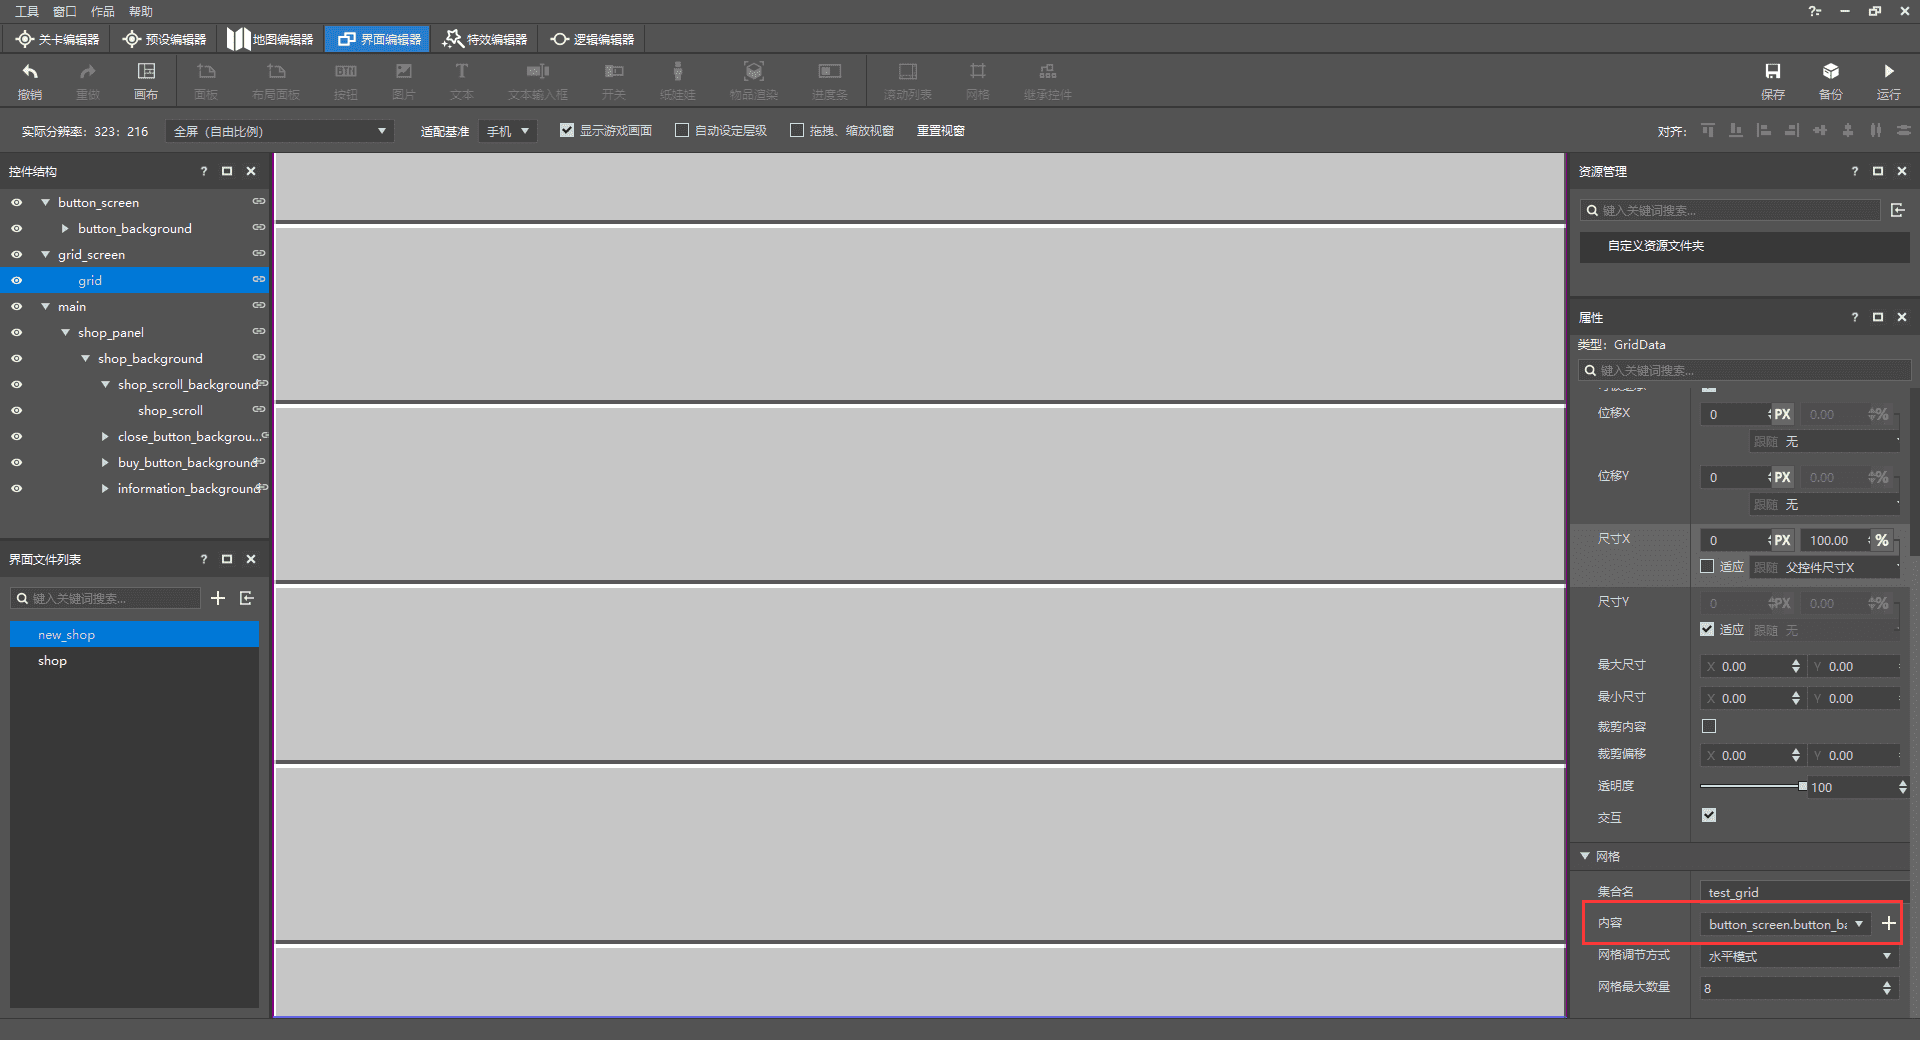 工具 窗口 作品 帮助
关卡编辑器 预设编辑器 地图编辑器 界面编辑器 特效编辑器 逻辑编辑器
撤销 重做 画布 面板 布局面板 按钮 图片 文本 文本输入框 开关 纸娃娃 物品渲染 进度条 滚动列表 网格 继承控件 保存 备份 运行
实际分辨率: 323: 216 全屏 (自由比例) 适配基准 手机 显示游戏画面 自动设定层级 拖拽、缩放视窗 重置视窗 对齐:
控件结构
button_screen
button_background
grid_screen
grid
main
shop_panel
shop_background
shop_scroll_background
shop_scroll
close_button_backgrou...
buy_button_background
information_background
界面文件列表
键入关键词搜索...
new_shop
shop
资源管理
键入关键词搜索...
自定义资源文件夹
属性
类型: GridData
键入关键词搜索...
位移X 0 PX 0.00 %
跟随 无
位移Y 0 PX 0.00 %
跟随 无
尺寸X 0 PX 100.00 %
适应 跟随 父控件尺寸X
尺寸Y 0 PX 0.00 %
适应 跟随 无
最大尺寸 X 0.00 Y 0.00
最小尺寸 X 0.00 Y 0.00
裁剪内容
裁剪偏移 X 0.00 Y 0.00
透明度 100
交互
网格
集合名 test_grid
内容 button_screen.button_ba
网格调节方式 水平模式
网格最大数量 8